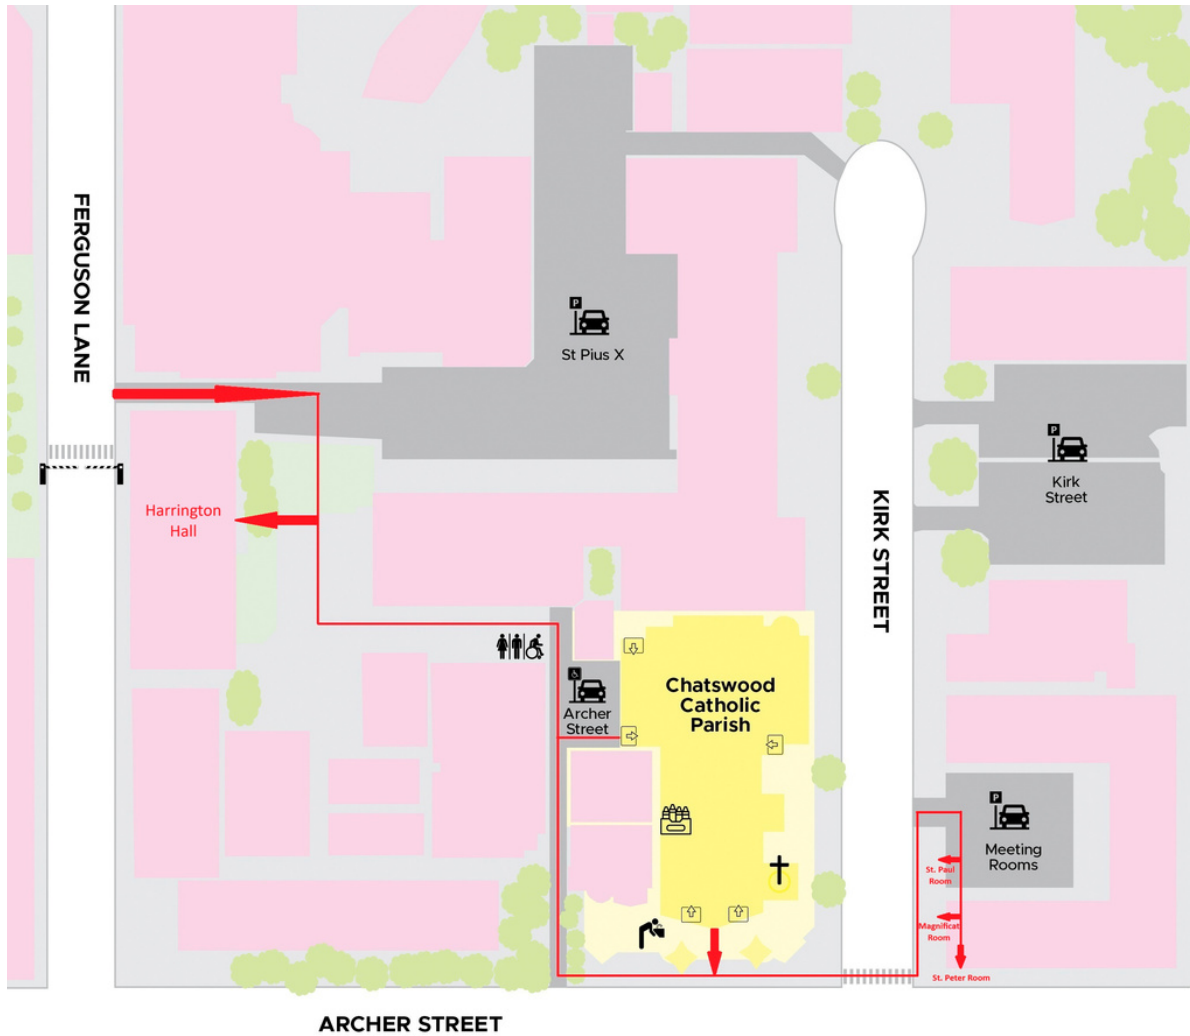 FERGUSON LANE
P
St Pius X
P
Kirk
Street
KIRK STREET
Harrington
Hall
Archer
Street
Chatswood
Catholic
Parish
P
Meeting
Rooms
St. Paul
Room
Magnificat
Room
St. Peter Room
ARCHER STREET